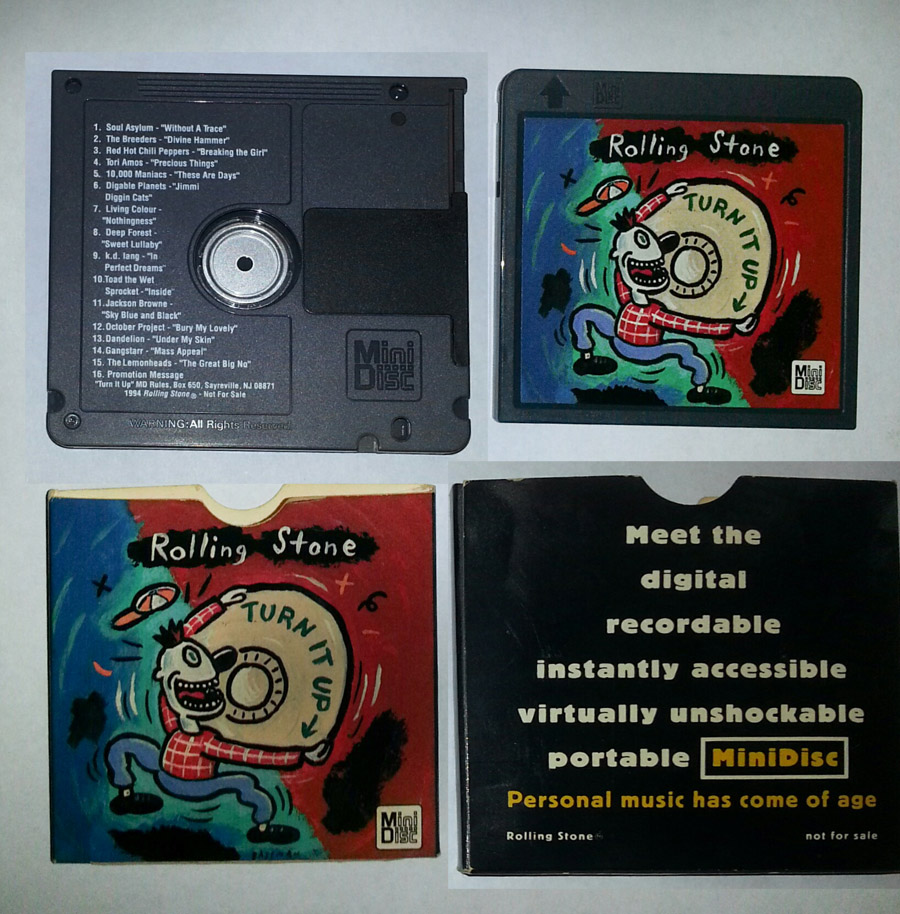 1. Soul Asylum - "Without A Trace"
2. The Breeders - "Divine Hammer"
3. Red Hot Chili Peppers - "Breaking the Girl"
4. Tori Amos - "Precious Things"
5. 10,000 Maniacs - "These Are Days"
6. Digable Planets - "Jimmi
Diggin Cats"
7. Living Colour -
"Nothingness"
8. Deep Forest -
"Sweet Lullaby"
9. k.d. lang - "In
Perfect Dreams"
10.Toad the Wet
Sprocket - "Inside"
11.Jackson Browne -
"Sky Blue and Black"
12.October Project - "Bury My Lovely"
13. Dandelion - "Under My Skin"
14. Gangstarr - "Mass Appeal"
15. The Lemonheads - "The Great Big No"
16. Promotion Message
"Turn It Up" MD Rules, Box 650, Sayreville, NJ 08871
1994 Rolling Stone® - Not For Sale
WARNING:All Rights Reserved.
Mini
Disc
Rolling Stone
TURN IT UP
Mini
Disc
Rolling Stone
TURN IT UP
Mini
Disc
Meet the
digital
recordable
instantly accessible
virtually unshockable
portable MiniDisc
Personal music has come of age
Rolling Stone
not for sale